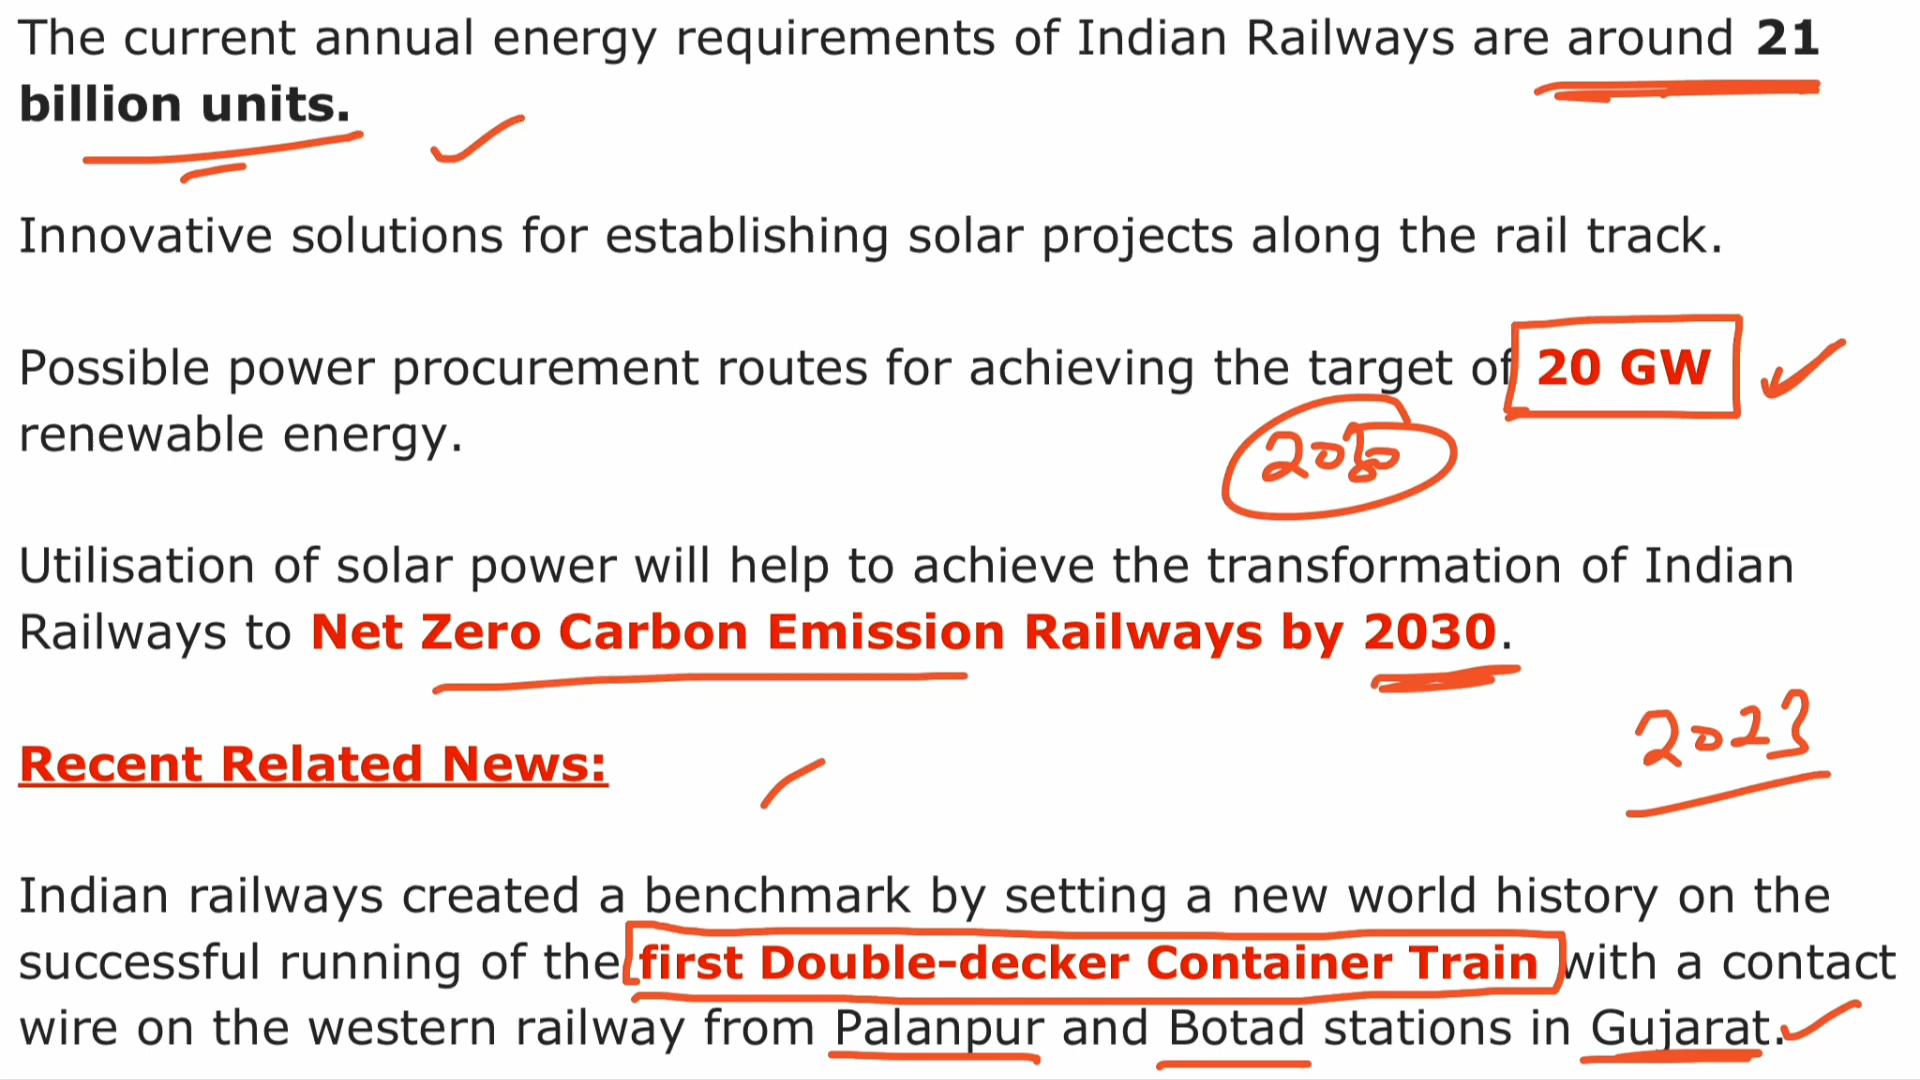 The current annual energy requirements of Indian Railways are around 21
billion units.
Innovative solutions for establishing solar projects along the rail track.
Possible power procurement routes for achieving the target of 20 GW
renewable energy.
Utilisation of solar power will help to achieve the transformation of Indian
Railways to Net Zero Carbon Emission Railways by 2030.
2023
Recent Related News:
Indian railways created a benchmark by setting a new world history on the
successful running of the first Double-decker Container Train with a contact
wire on the western railway from Palanpur and Botad stations in Gujarat.